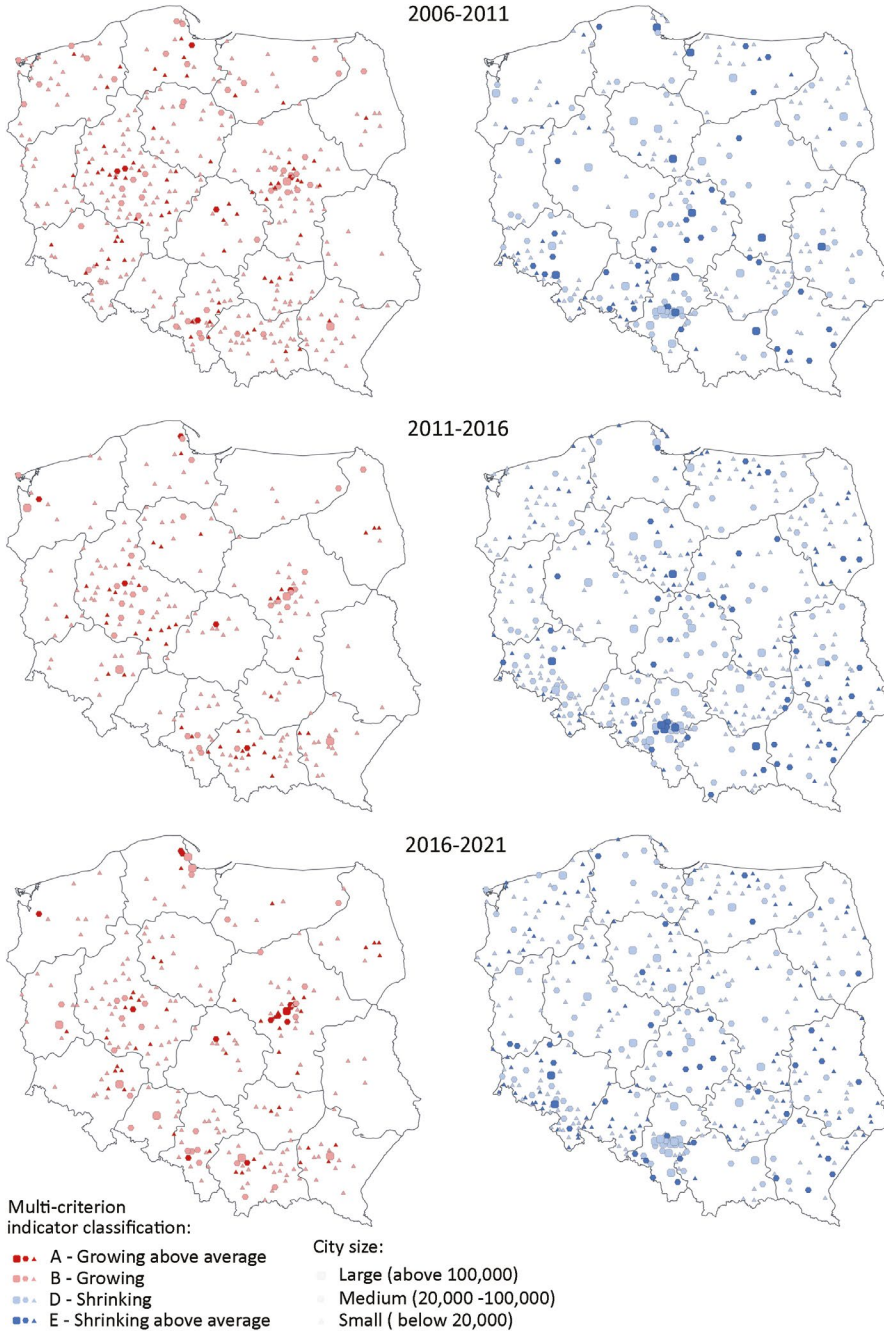 2006-2011
2011-2016
2016-2021
Multi-criterion
indicator classification:
A - Growing above average
B - Growing
D - Shrinking
E - Shrinking above average
City size:
Large (above 100,000)
Medium (20,000 -100,000)
Small ( below 20,000)